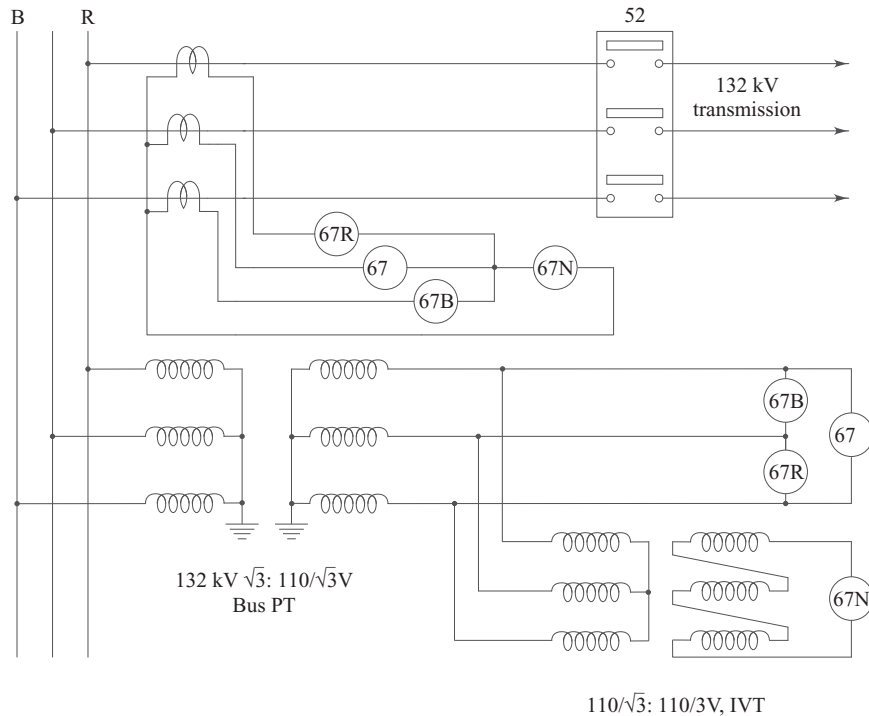 B R 52
132 kV
transmission
67R
67 67N
67B
67B
67
67R
132 kV √3: 110/√3V
Bus PT
67N
110/√3: 110/3V, IVT